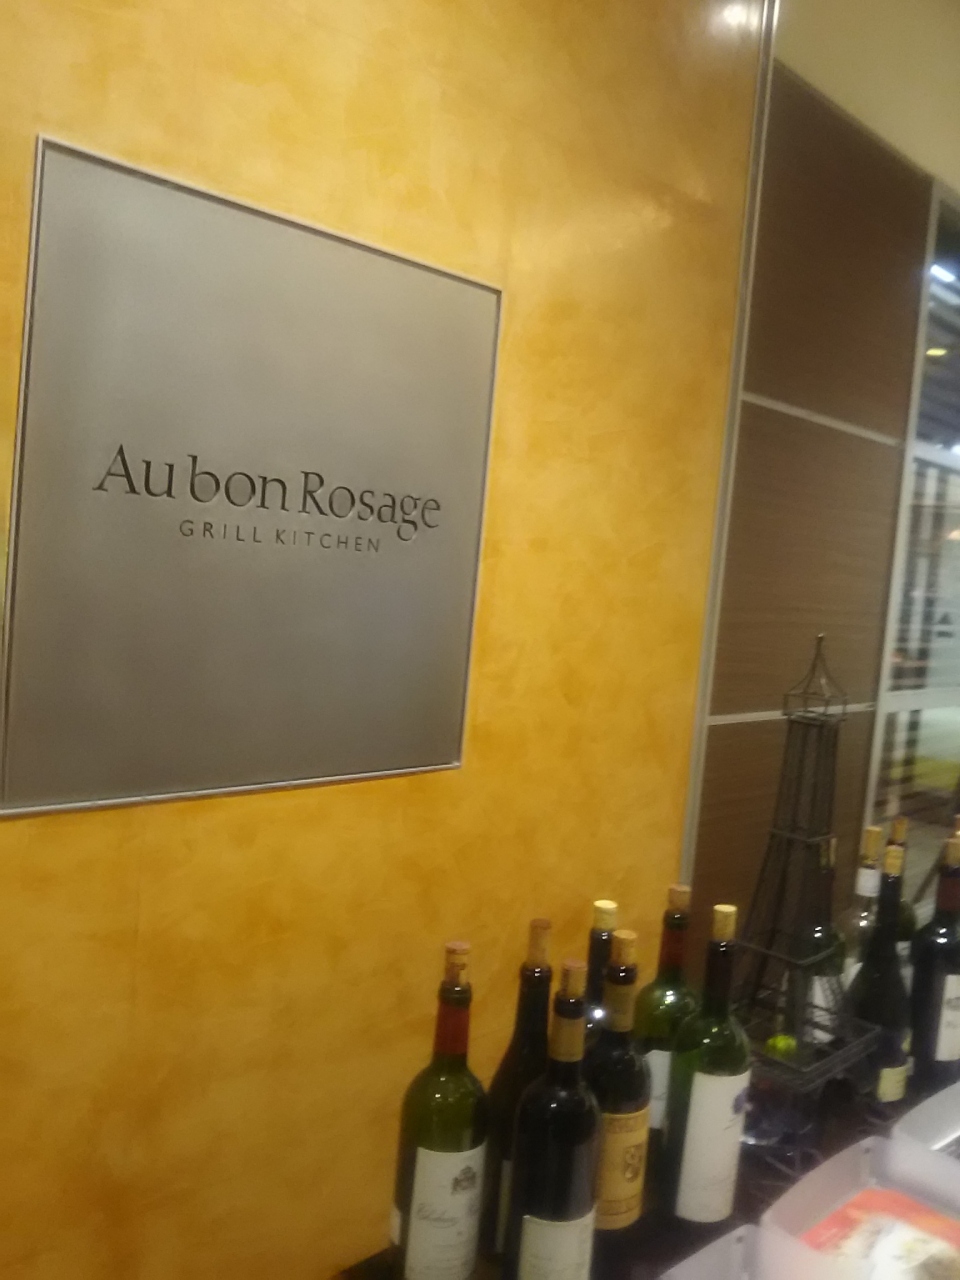 Au bon Rosage
GRILL KITCHEN